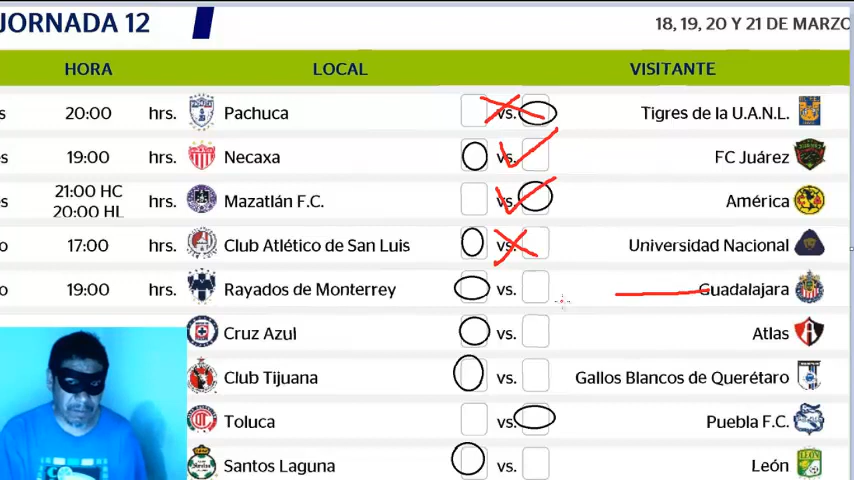 JORNADA 12
18, 19, 20 Y 21 DE MARZO
HORA LOCAL VISITANTE
s 20:00 hrs. Pachuca vs. Tigres de la U.A.N.L.
es 19:00 hrs. Necaxa vs. FC Juárez
es 21:00 HC 20:00 HL hrs. Mazatlán F.C. vs. América
o 17:00 hrs. Club Atlético de San Luis vs. Universidad Nacional
o 19:00 hrs. Rayados de Monterrey vs. Guadalajara
Cruz Azul vs. Atlas
Club Tijuana vs. Gallos Blancos de Querétaro
Toluca vs. Puebla F.C.
Santos Laguna vs. León